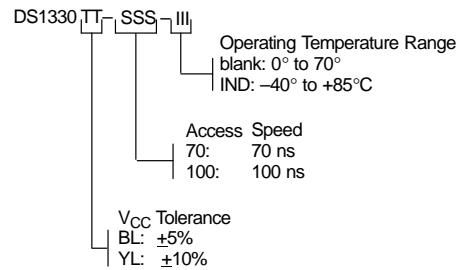 DS1330 TT – SSS – III
Operating Temperature Range
blank: 0° to 70°
IND: –40° to +85°C
Access Speed
70: 70 ns
100: 100 ns
VCC Tolerance
BL: ±5%
YL: ±10%